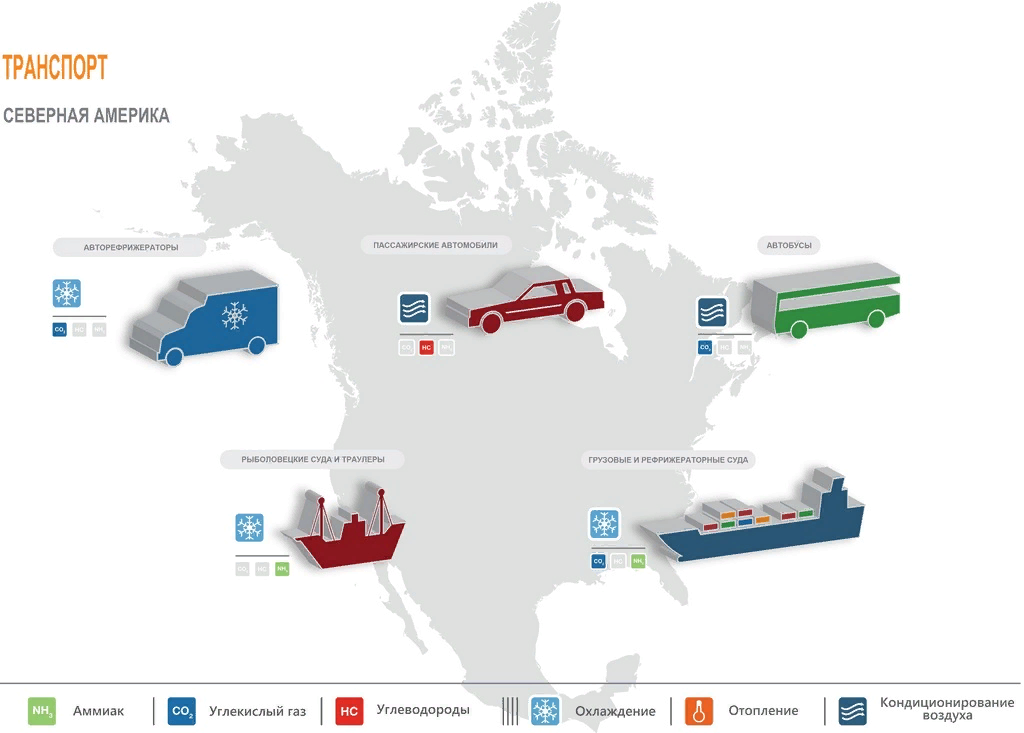 ТРАНСПОРТ
СЕВЕРНАЯ АМЕРИКА
АВТОРЕФРИЖЕРАТОРЫ
CO₂ HC NH₃
ПАССАЖИРСКИЕ АВТОМОБИЛИ
CO₂ HC NH₃
АВТОБУСЫ
CO₂ HC NH₃
РЫБОЛОВЕЦКИЕ СУДА И ТРАУЛЕРЫ
CO₂ HC NH₃
ГРУЗОВЫЕ И РЕФРИЖЕРАТОРНЫЕ СУДА
CO₂ HC NH₃
NH₃ Аммиак
CO₂ Углекислый газ
HC Углеводороды
Охлаждение
Отопление
Кондиционирование
воздуха